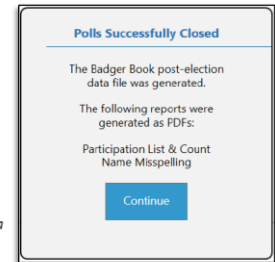 Polls Successfully Closed
The Badger Book post-election
data file was generated.
The following reports were
generated as PDFs:
Participation List & Count
Name Misspelling
Continue